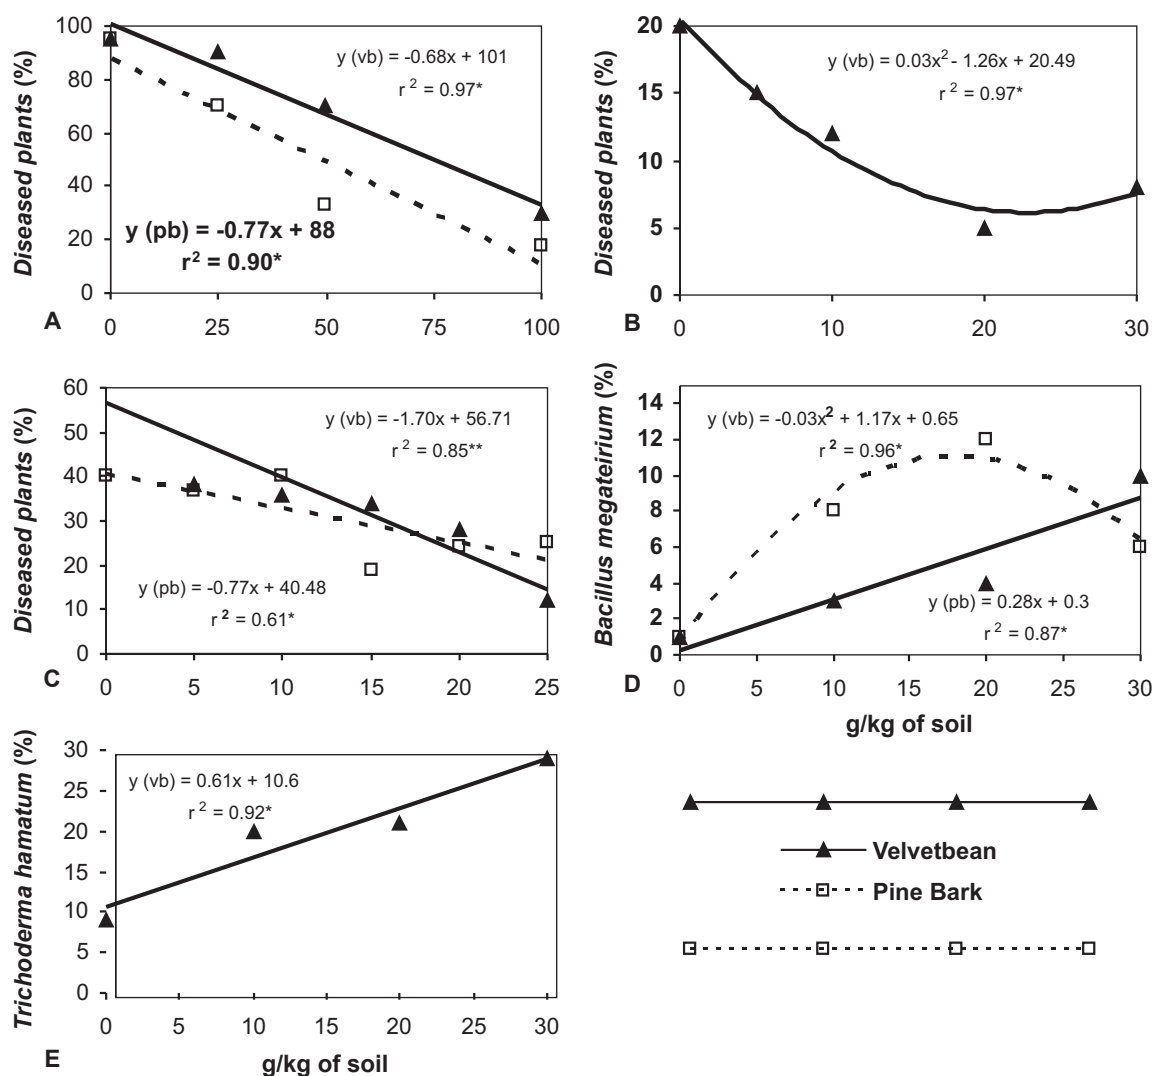 Diseased plants (%)
100
80
60
40
20
0
y (vb) = -0.68x + 101
r² = 0.97*
y (pb) = -0.77x + 88
r² = 0.90*
A
0 25 50 75 100
Diseased plants (%)
20
15
10
5
0
y (vb) = 0.03x² - 1.26x + 20.49
r² = 0.97*
B
0 10 20 30
Diseased plants (%)
60
50
40
30
20
10
0
y (vb) = -1.70x + 56.71
r² = 0.85**
y (pb) = -0.77x + 40.48
r² = 0.61*
C
0 5 10 15 20 25
Bacillus megateirium (%)
14
12
10
8
6
4
2
0
y (vb) = -0.03x² + 1.17x + 0.65
r² = 0.96*
y (pb) = 0.28x + 0.3
r² = 0.87*
D
0 5 10 15 20 25 30
g/kg of soil
Trichoderma hamatum (%)
30
25
20
15
10
5
0
y (vb) = 0.61x + 10.6
r² = 0.92*
E
0 5 10 15 20 25 30
g/kg of soil
Velvetbean
Pine Bark